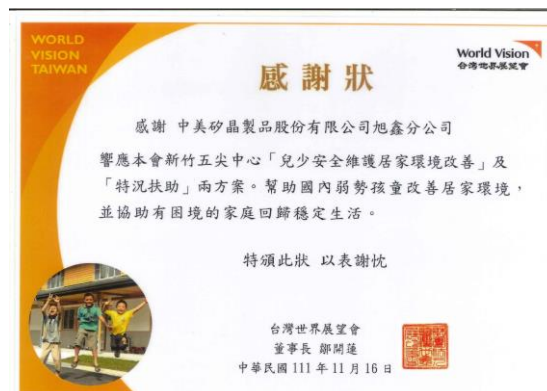 WORLD
VISION
TAIWAN
World Vision
台灣世界展望會
感謝狀
感謝 中美矽晶製品股份有限公司旭鑫分公司
響應本會新竹五尖中心「兒少安全維護居家環境改善」及
「特況扶助」兩方案。幫助國內弱勢孩童改善居家環境,
並協助有困境的家庭回歸穩定生活。
特頒此狀 以表謝忱
台灣世界展望會
董事長 鄒開蓮
中華民國 111 年 11 月 16 日